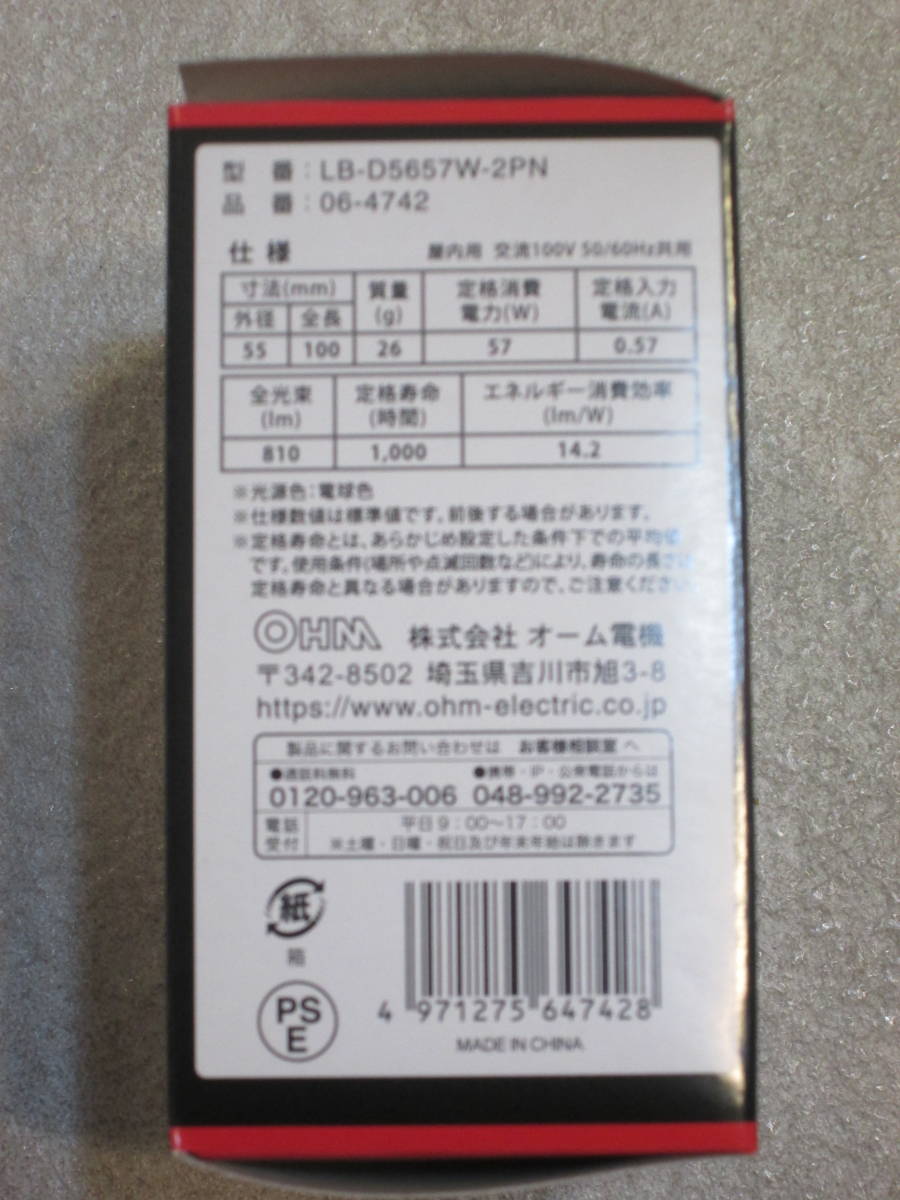 型 番：LB-D5657W-2PN
品 番：06-4742
仕 様 屋内用 交流100V 50/60Hz共用
寸法(mm) 質量(g) 定格消費電力(W) 定格入力電流(A)
外径 全長
55 100 26 57 0.57
全光束(lm) 定格寿命(時間) エネルギー消費効率(lm/W)
810 1,000 14.2
※光源色：電球色
※仕様数値は標準値です。前後する場合があります。
※定格寿命とは、あらかじめ設定した条件下での平均値
です。使用条件(場所や点滅回数など)により、寿命の長さは
定格寿命と異なる場合がありますので、ご注意ください
OHM 株式会社 オーム電機
〒342-8502 埼玉県吉川市旭3-8
https://www.ohm-electric.co.jp
製品に関するお問い合わせは お客様相談室 へ
●通話料無料 ●携帯・IP・公衆電話からは
0120-963-006 048-992-2735
電話受付 平日9：00〜17：00
※土曜・日曜・祝日及び年末年始は除きます
紙
箱
PSE
4 971275 647428
MADE IN CHINA